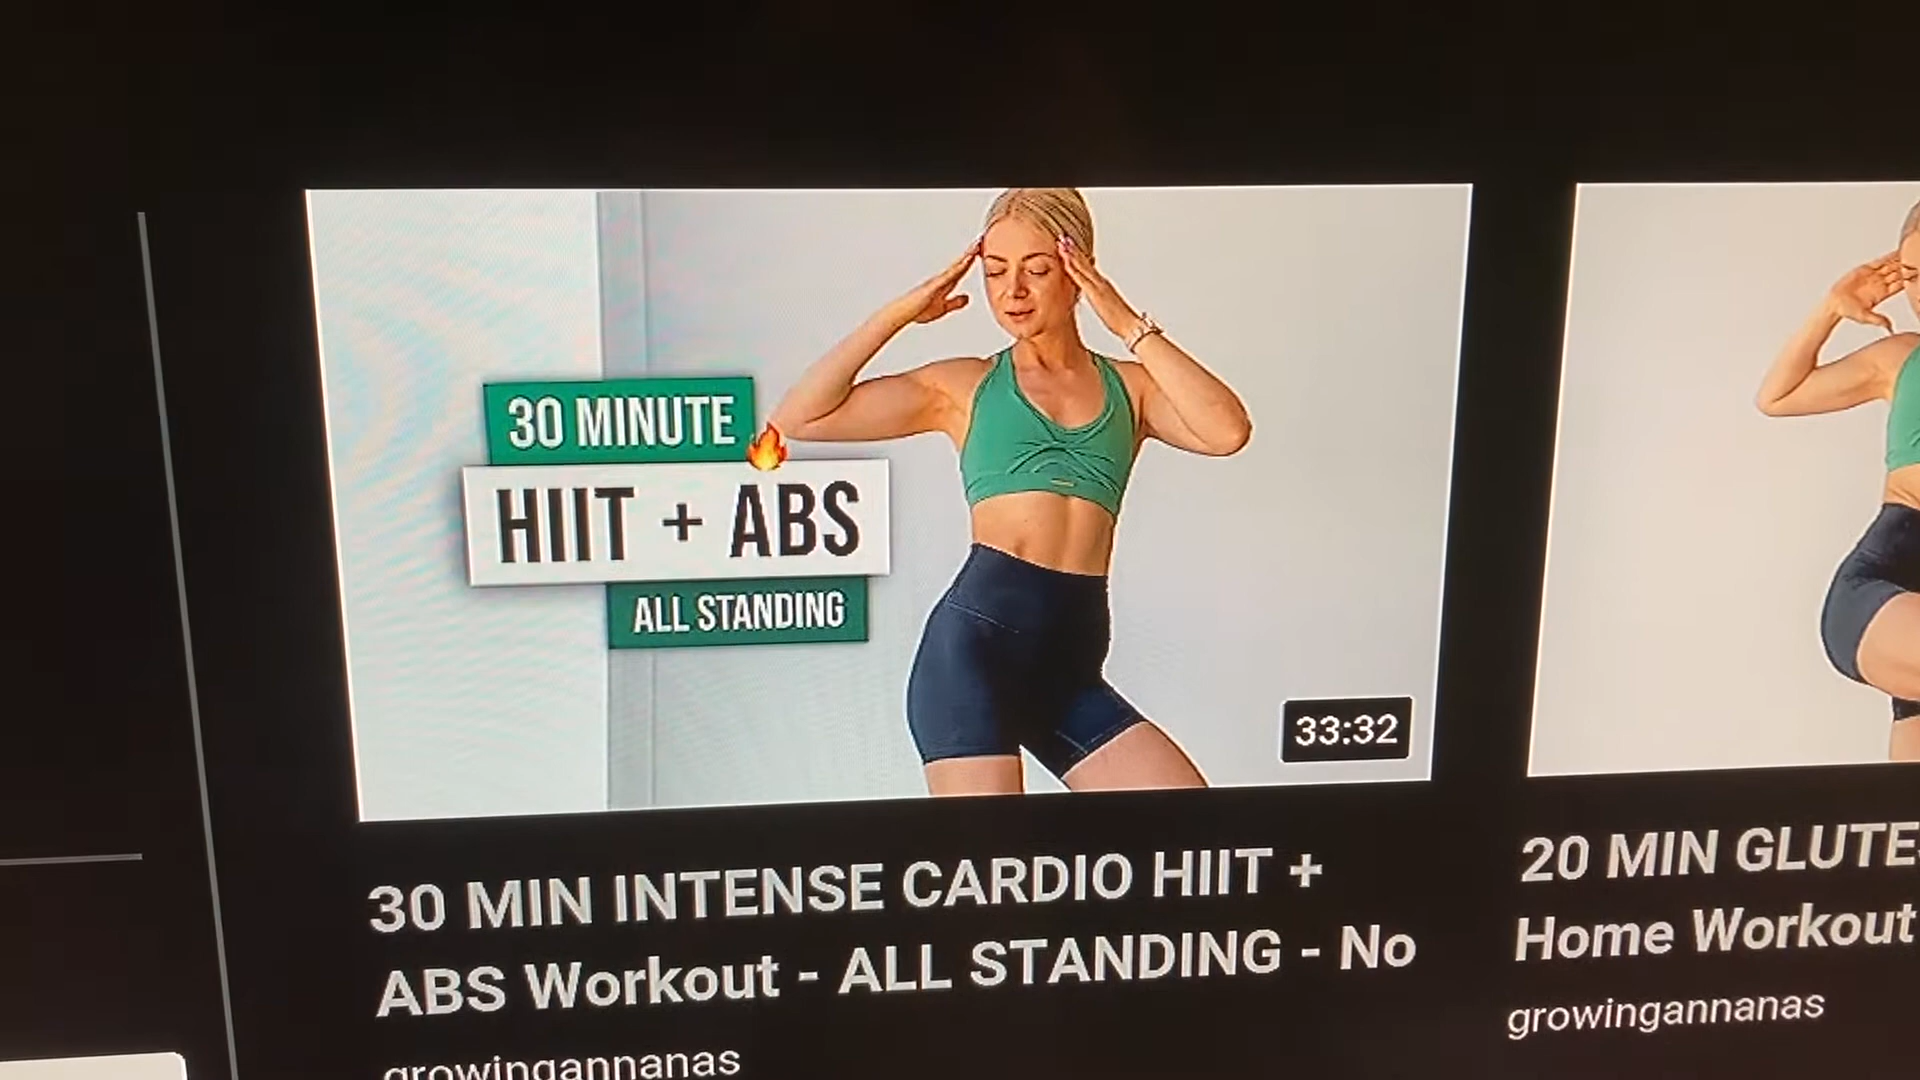 30 MINUTE
HIIT + ABS
ALL STANDING
33:32
30 MIN INTENSE CARDIO HIIT +
ABS Workout - ALL STANDING - No
growingannanas
20 MIN GLUTE
Home Workout
growingannanas